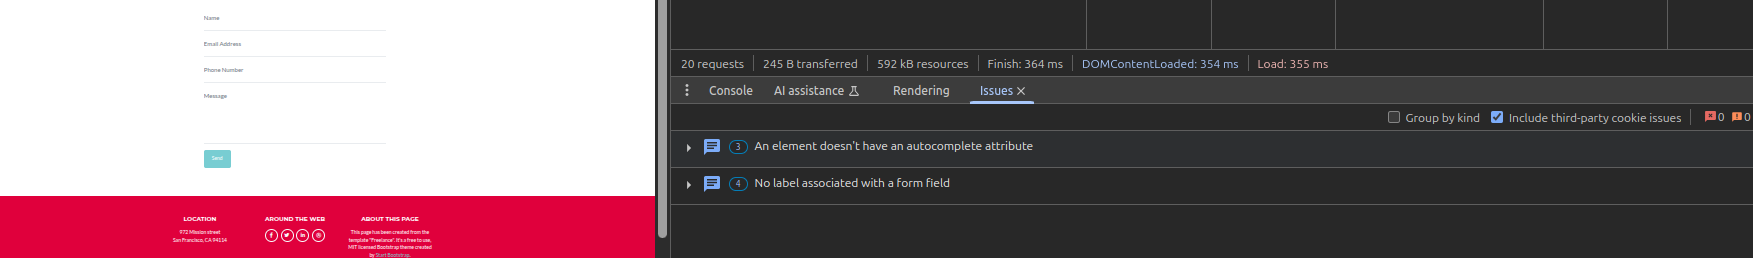 Name
Email Address
Phone Number
Message
Send
LOCATION
972 Mission street
San Francisco, CA 94114
AROUND THE WEB
ABOUT THIS PAGE
This page has been created from the
template "Freelance". It's a free to use,
MIT licensed Bootstrap theme created
by Start Bootstrap.
20 requests 245 B transferred 592 kB resources Finish: 364 ms DOMContentLoaded: 354 ms Load: 355 ms
Console AI assistance Rendering Issues
Group by kind Include third-party cookie issues 0 0
3 An element doesn't have an autocomplete attribute
4 No label associated with a form field